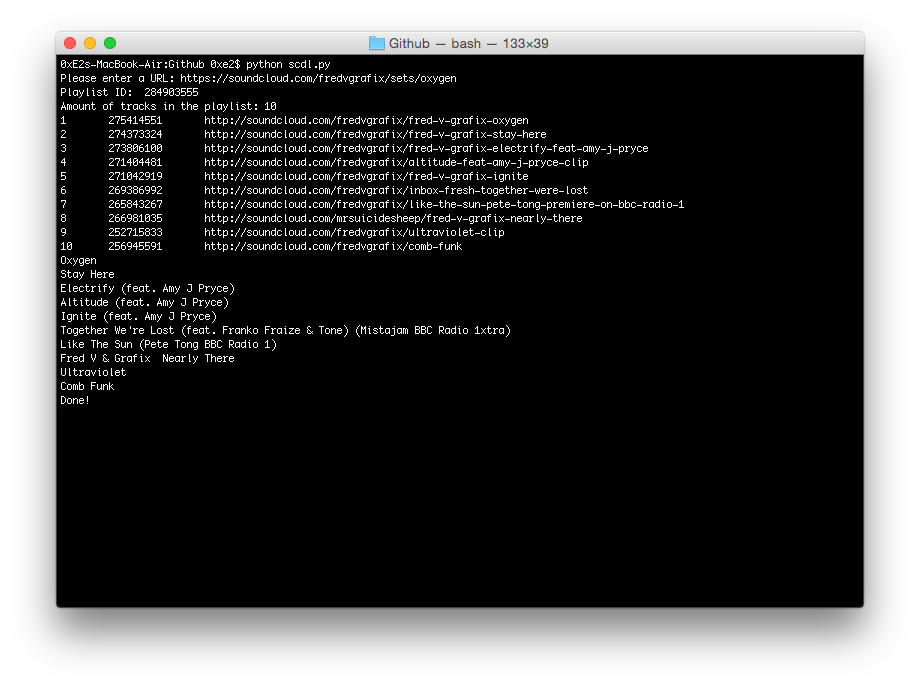 Github — bash — 133×39
0xE2s-MacBook-Air:Github 0xe2$ python scdl.py
Please enter a URL: https://soundcloud.com/fredvgrafix/sets/oxygen
Playlist ID:  284903555
Amount of tracks in the playlist: 10
1       275414551       http://soundcloud.com/fredvgrafix/fred-v-grafix-oxygen
2       274373324       http://soundcloud.com/fredvgrafix/fred-v-grafix-stay-here
3       273806100       http://soundcloud.com/fredvgrafix/fred-v-grafix-electrify-feat-amy-j-pryce
4       271404481       http://soundcloud.com/fredvgrafix/altitude-feat-amy-j-pryce-clip
5       271042919       http://soundcloud.com/fredvgrafix/fred-v-grafix-ignite
6       269386992       http://soundcloud.com/fredvgrafix/inbox-fresh-together-were-lost
7       265843267       http://soundcloud.com/fredvgrafix/like-the-sun-pete-tong-premiere-on-bbc-radio-1
8       266981035       http://soundcloud.com/mrsuicidesheep/fred-v-grafix-nearly-there
9       252715833       http://soundcloud.com/fredvgrafix/ultraviolet-clip
10      256945591       http://soundcloud.com/fredvgrafix/comb-funk
Oxygen
Stay Here
Electrify (feat. Amy J Pryce)
Altitude (feat. Amy J Pryce)
Ignite (feat. Amy J Pryce)
Together We're Lost (feat. Franko Fraize & Tone) (Mistajam BBC Radio 1xtra)
Like The Sun (Pete Tong BBC Radio 1)
Fred V & Grafix  Nearly There
Ultraviolet
Comb Funk
Done!